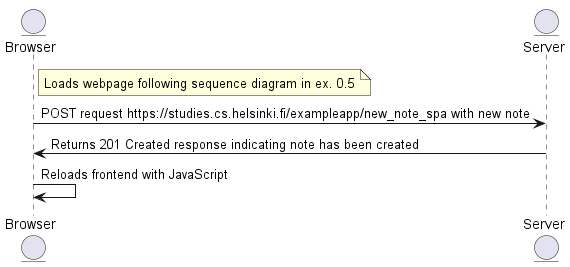 Browser
Server
Loads webpage following sequence diagram in ex. 0.5
POST request https://studies.cs.helsinki.fi/exampleapp/new_note_spa with new note
Returns 201 Created response indicating note has been created
Reloads frontend with JavaScript
Browser
Server